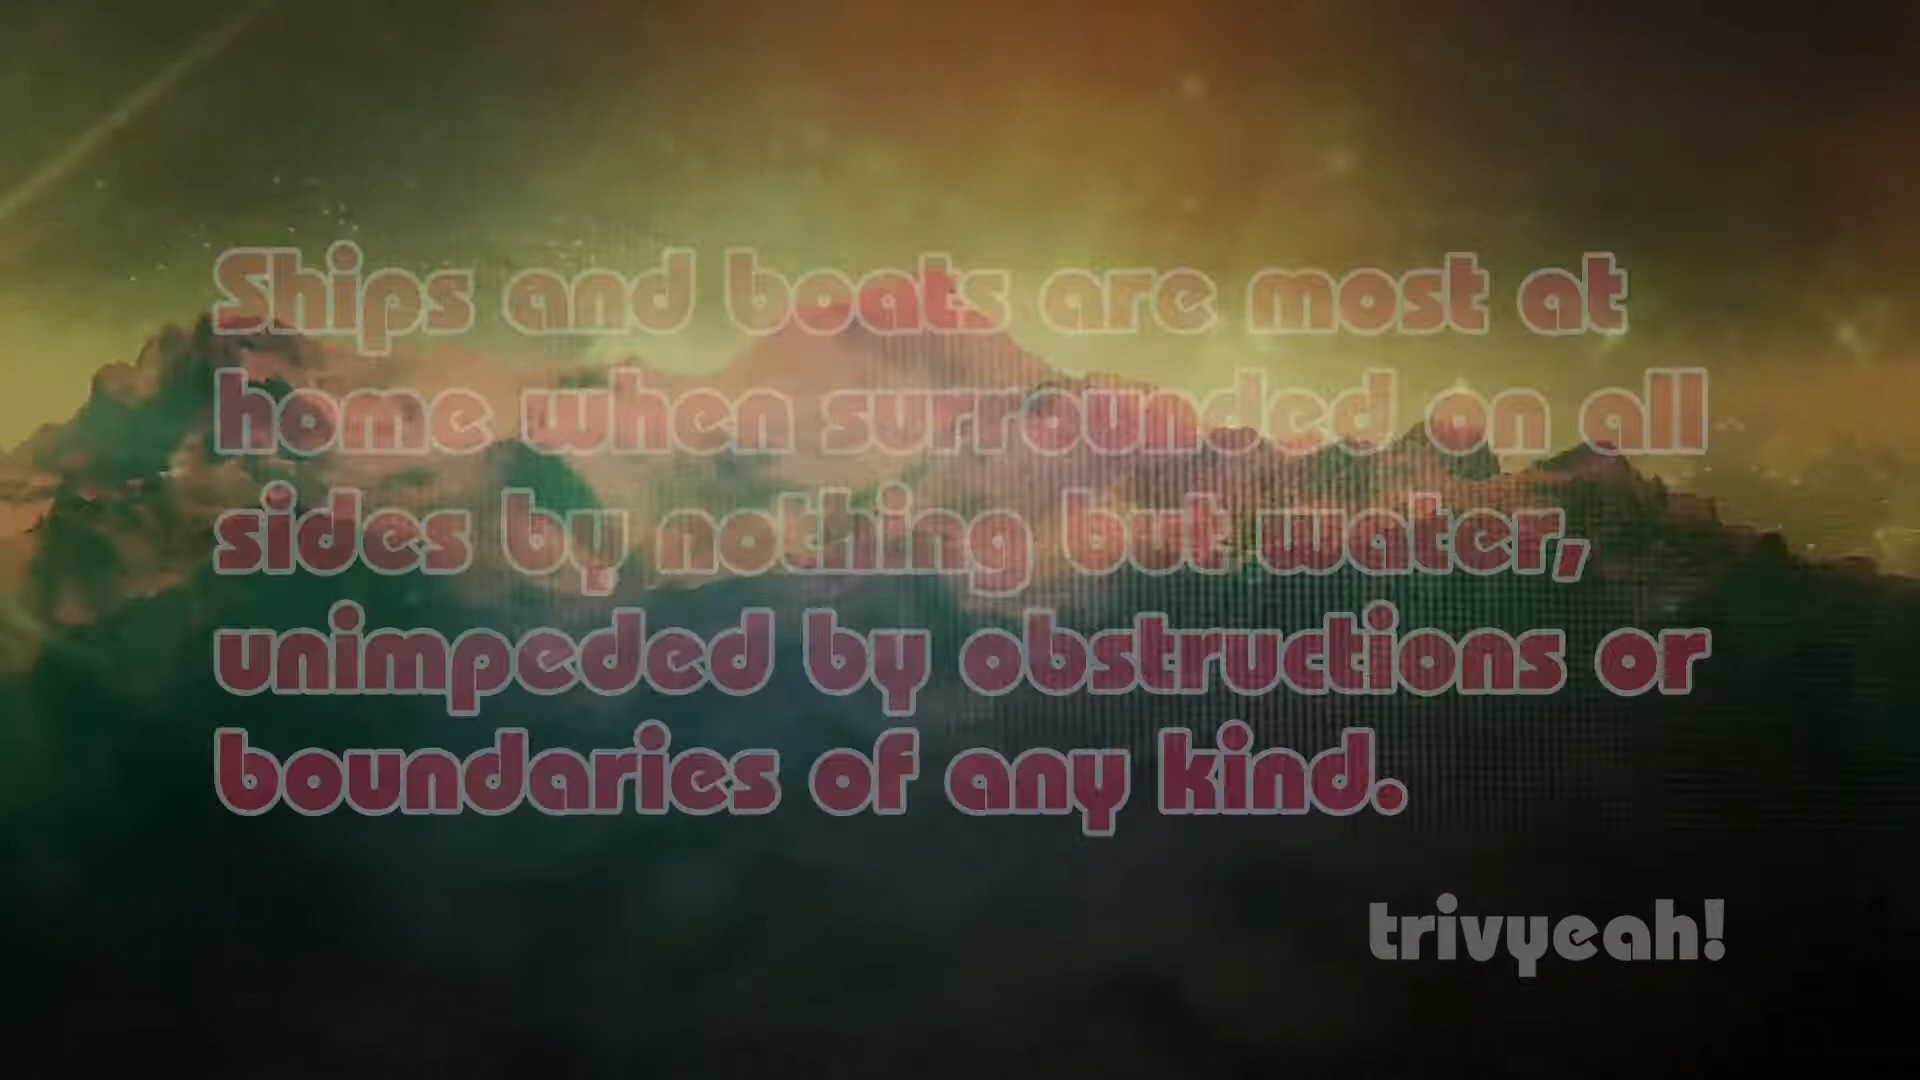 Ships and boats are most at
home when surrounded on all
sides by nothing but water,
unimpeded by obstructions or
boundaries of any kind.
trivyeah!